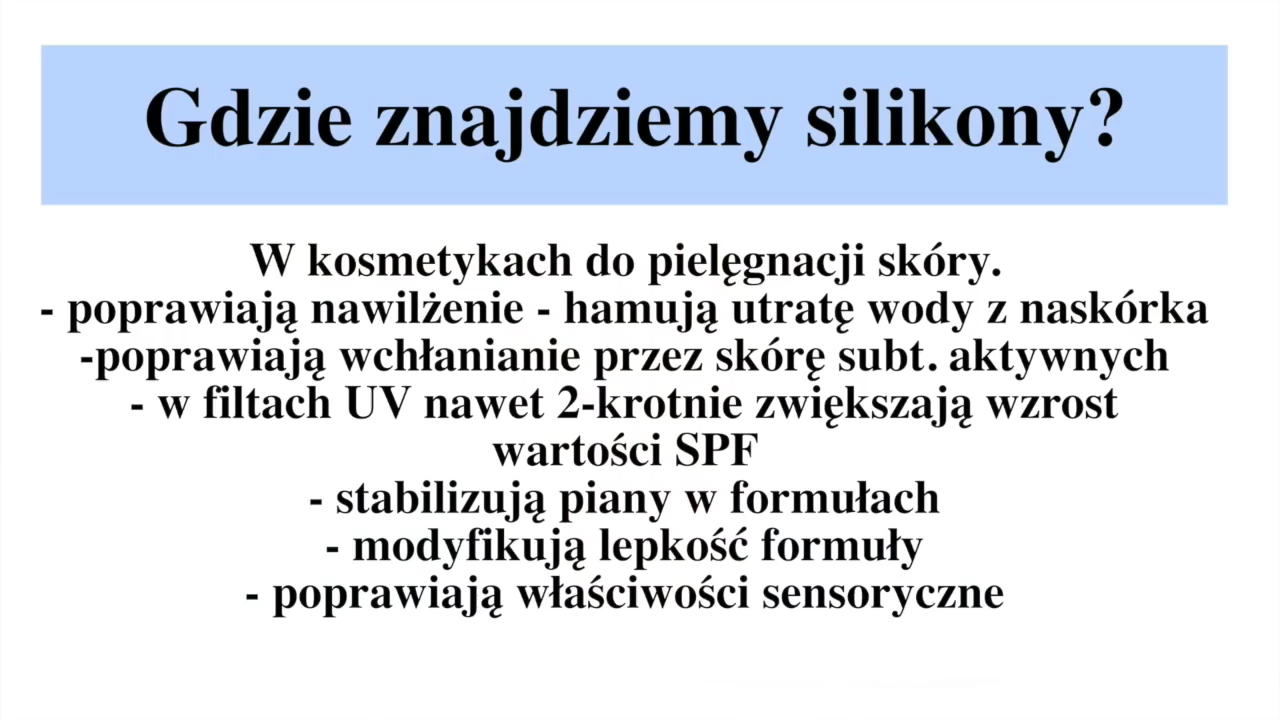 Gdzie znajdziemy silikony?
W kosmetykach do pielęgnacji skóry.
- poprawiają nawilżenie - hamują utratę wody z naskórka
-poprawiają wchłanianie przez skórę subt. aktywnych
- w filtach UV nawet 2-krotnie zwiększają wzrost
wartości SPF
- stabilizują piany w formułach
- modyfikują lepkość formuły
- poprawiają właściwości sensoryczne